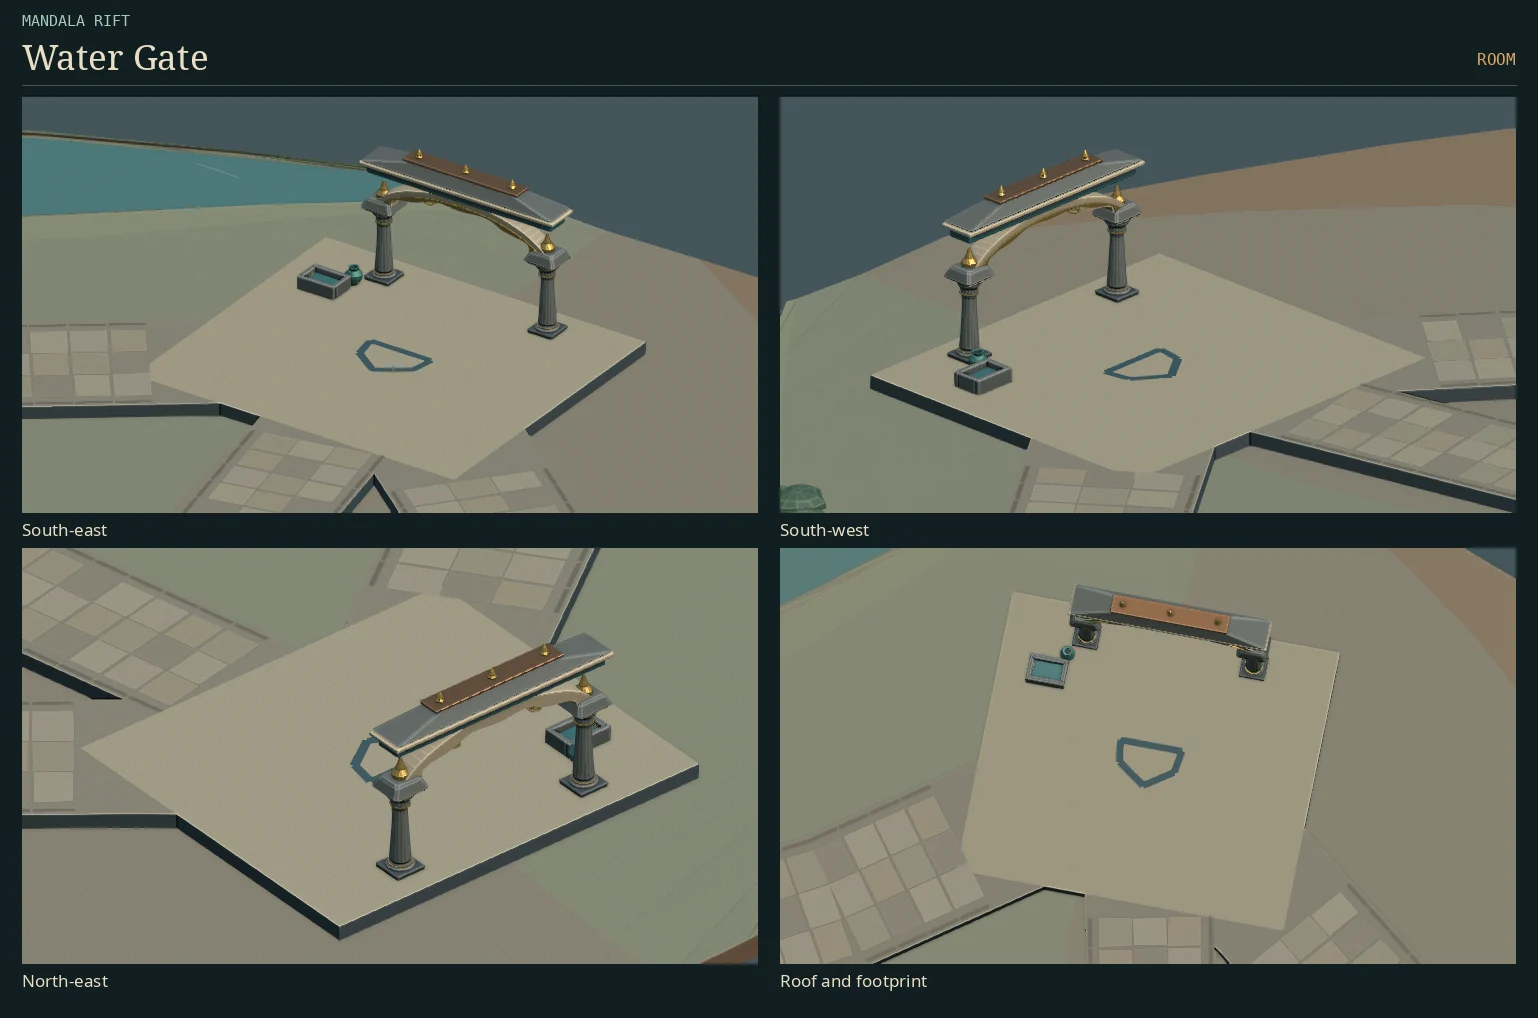 MANDALA RIFT
Water Gate
ROOM
South-east
South-west
North-east
Roof and footprint